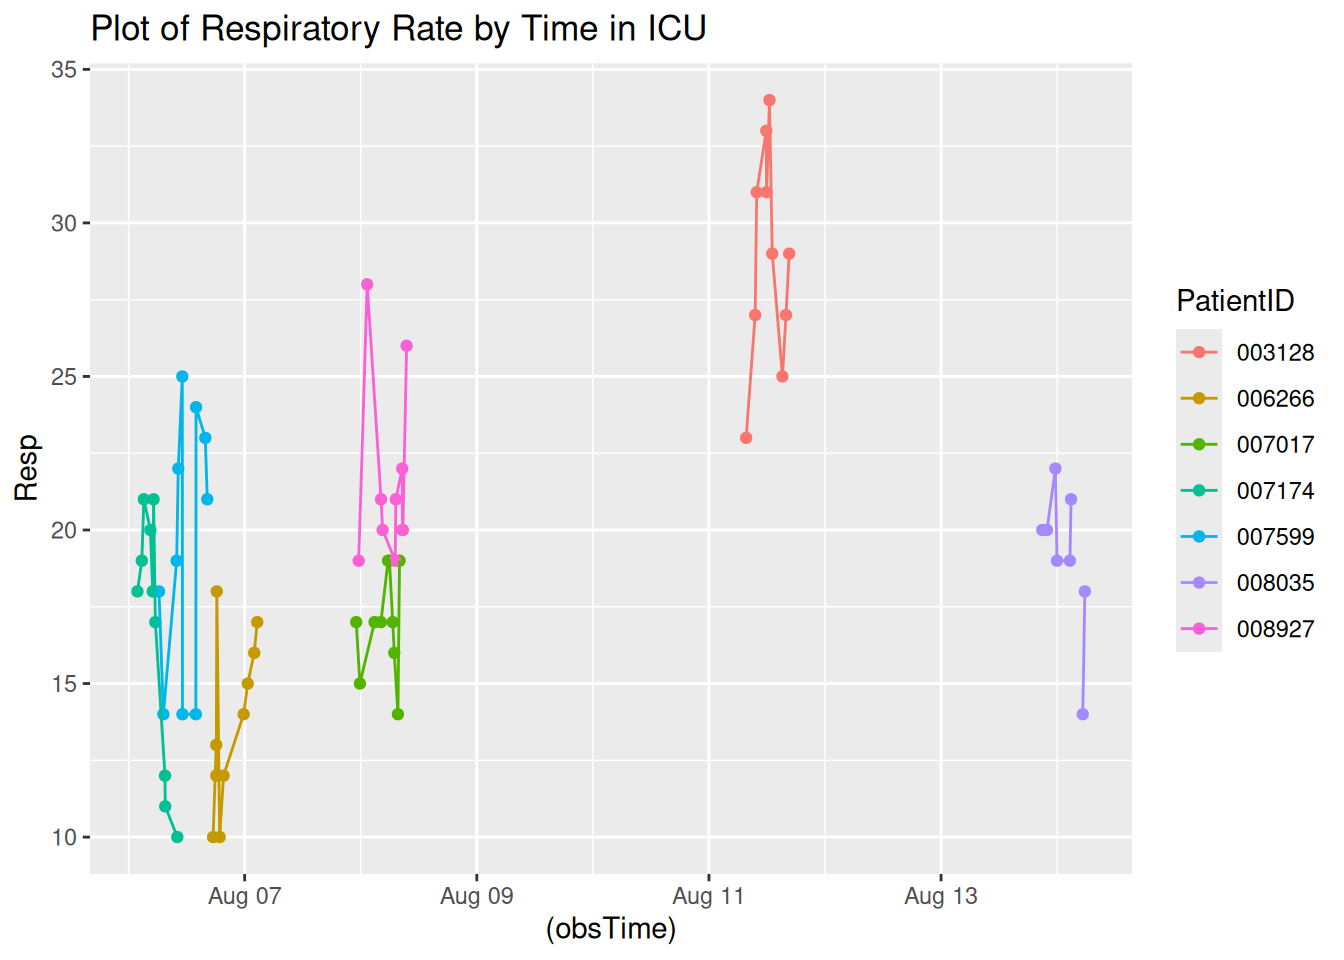 Plot of Respiratory Rate by Time in ICU
35
30
25
20
15
10
Resp
Aug 07
Aug 09
Aug 11
Aug 13
(obsTime)
PatientID
003128
006266
007017
007174
007599
008035
008927